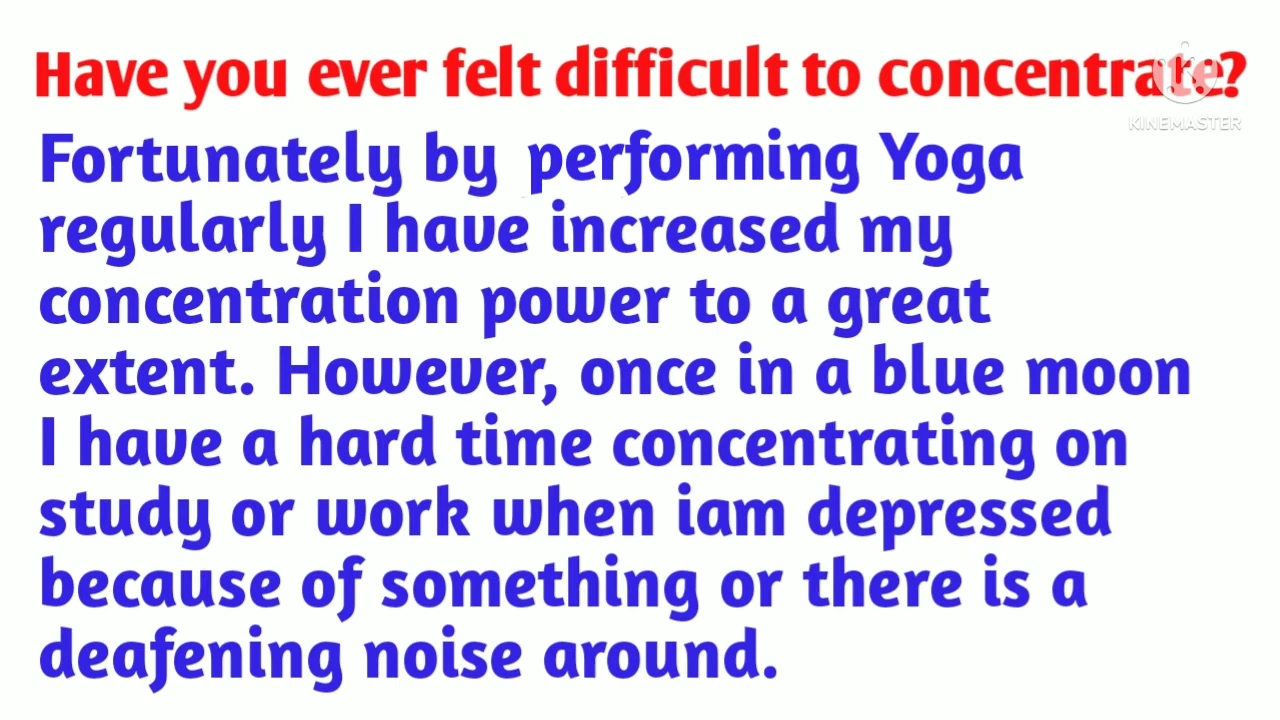 Have you ever felt difficult to concentrate?
KINEMASTER
Fortunately by performing Yoga
regularly I have increased my
concentration power to a great
extent. However, once in a blue moon
I have a hard time concentrating on
study or work when iam depressed
because of something or there is a
deafening noise around.